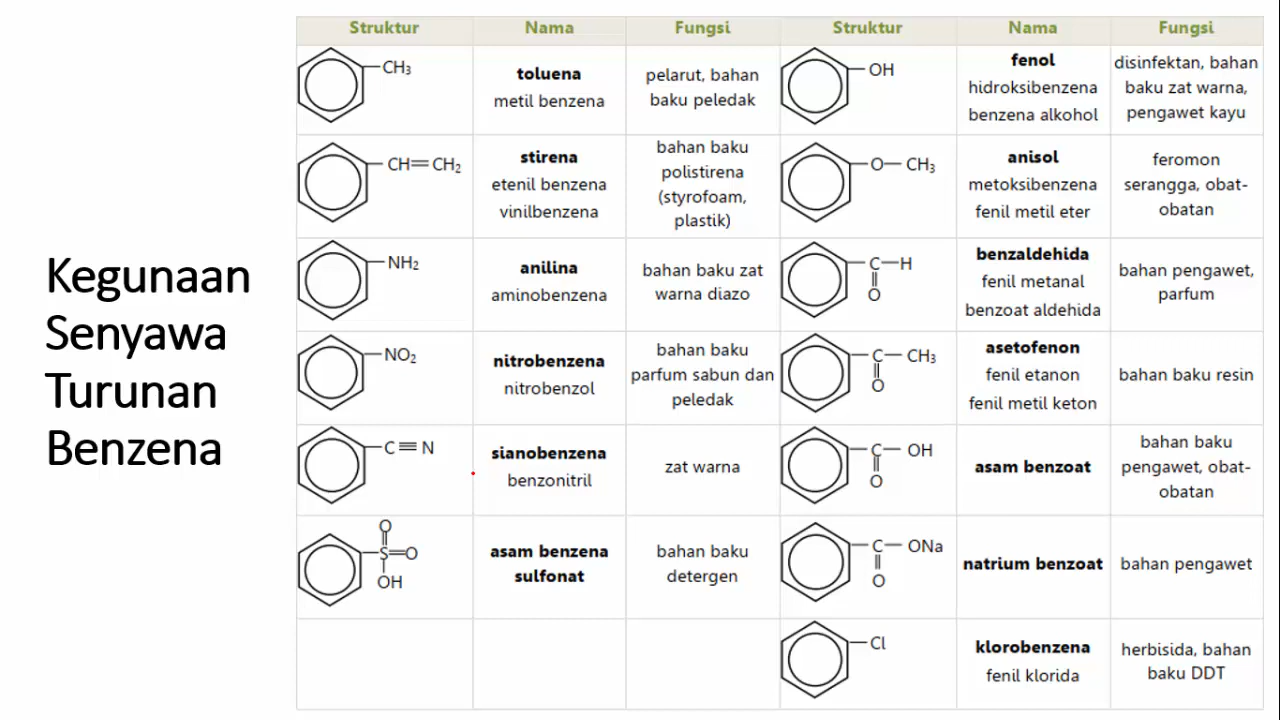 Kegunaan
Senyawa
Turunan
Benzena
Struktur Nama Fungsi Struktur Nama Fungsi
CH₃
toluena
metil benzena
pelarut, bahan
baku peledak
OH
fenol
hidroksibenzena
benzena alkohol
disinfektan, bahan
baku zat warna,
pengawet kayu
CH=CH₂
stirena
etenil benzena
vinilbenzena
bahan baku
polistirena
(styrofoam,
plastik)
O—CH₃
anisol
metoksibenzena
fenil metil eter
feromon
serangga, obat-
obatan
NH₂
anilina
aminobenzena
bahan baku zat
warna diazo
C—H
O
benzaldehida
fenil metanal
benzoat aldehida
bahan pengawet,
parfum
NO₂
nitrobenzena
nitrobenzol
bahan baku
parfum sabun dan
peledak
C—CH₃
O
asetofenon
fenil etanon
fenil metil keton
bahan baku resin
C≡N
sianobenzena
benzonitril
zat warna
C—OH
O
asam benzoat
bahan baku
pengawet, obat-
obatan
O
S=O
OH
asam benzena
sulfonat
bahan baku
detergen
C—ONa
O
natrium benzoat
bahan pengawet
Cl
klorobenzena
fenil klorida
herbisida, bahan
baku DDT